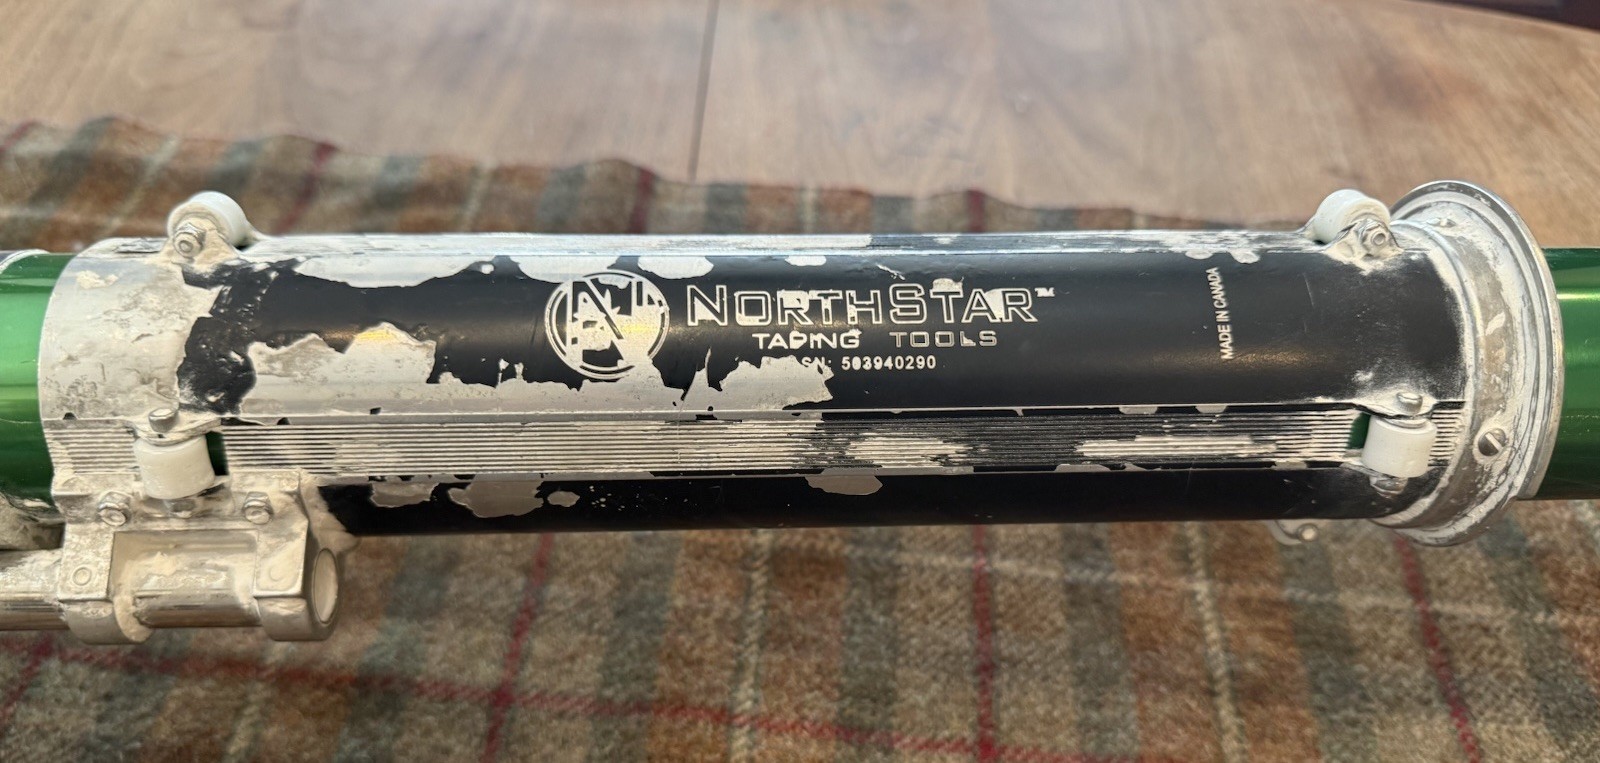 N
NORTHSTAR™
TAPING TOOLS
SN: 503940290
MADE IN CANADA